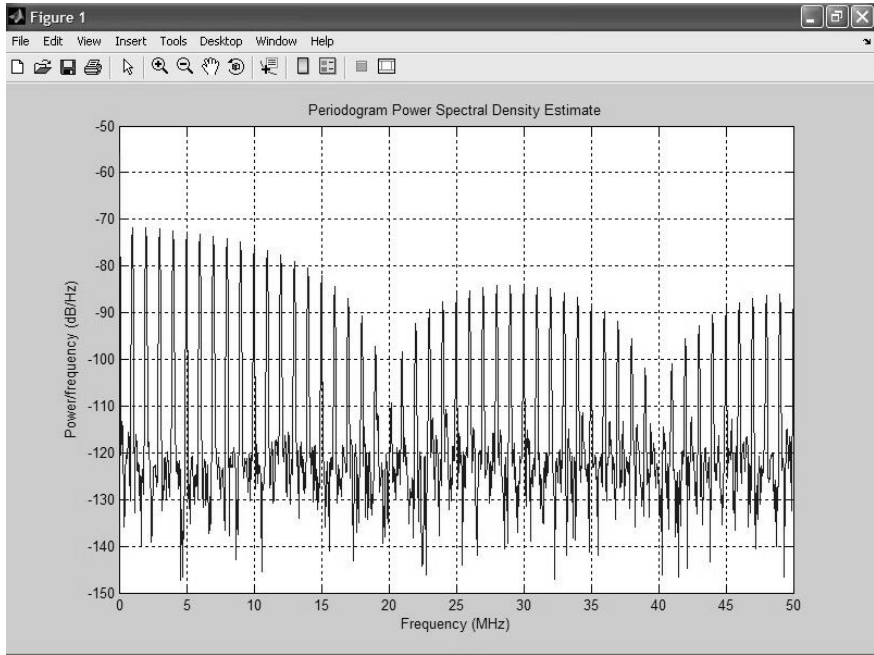 Figure 1
File Edit View Insert Tools Desktop Window Help
Periodogram Power Spectral Density Estimate
Power/frequency (dB/Hz)
-50
-60
-70
-80
-90
-100
-110
-120
-130
-140
-150
0 5 10 15 20 25 30 35 40 45 50
Frequency (MHz)